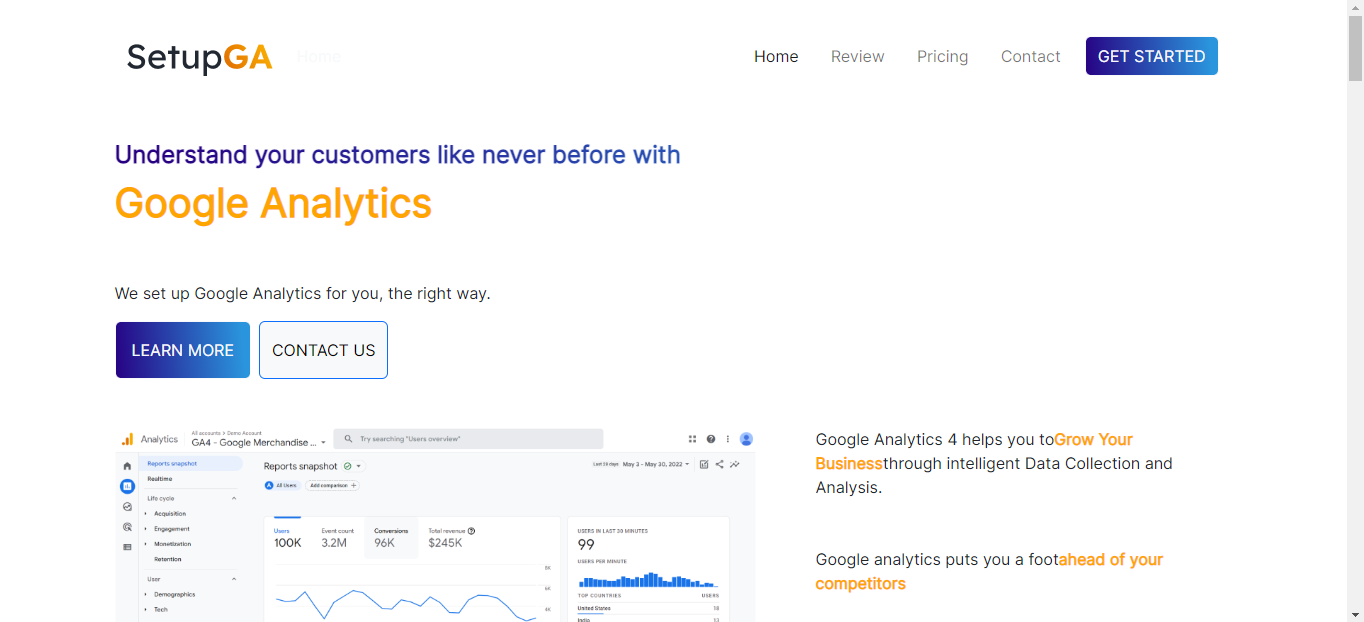 SetupGA
Home
Home
Review
Pricing
Contact
GET STARTED
Understand your customers like never before with
Google Analytics
We set up Google Analytics for you, the right way.
LEARN MORE
CONTACT US
Analytics
All accounts > Demo Account
GA4 - Google Merchandise ...
Try searching "Users overview"
Reports snapshot
Realtime
Life cycle
Acquisition
Engagement
Monetization
Retention
User
Demographics
Tech
Reports snapshot
Last 28 days May 3 - May 30, 2022
A All Users
Add comparison +
Users
100K
Event count
3.2M
Conversions
96K
Total revenue
$245K
8K
6K
4K
USERS IN LAST 30 MINUTES
99
USERS PER MINUTE
TOP COUNTRIES USERS
United States 18
India 13
Google Analytics 4 helps you toGrow Your
Businessthrough intelligent Data Collection and
Analysis.
Google analytics puts you a footahead of your
competitors